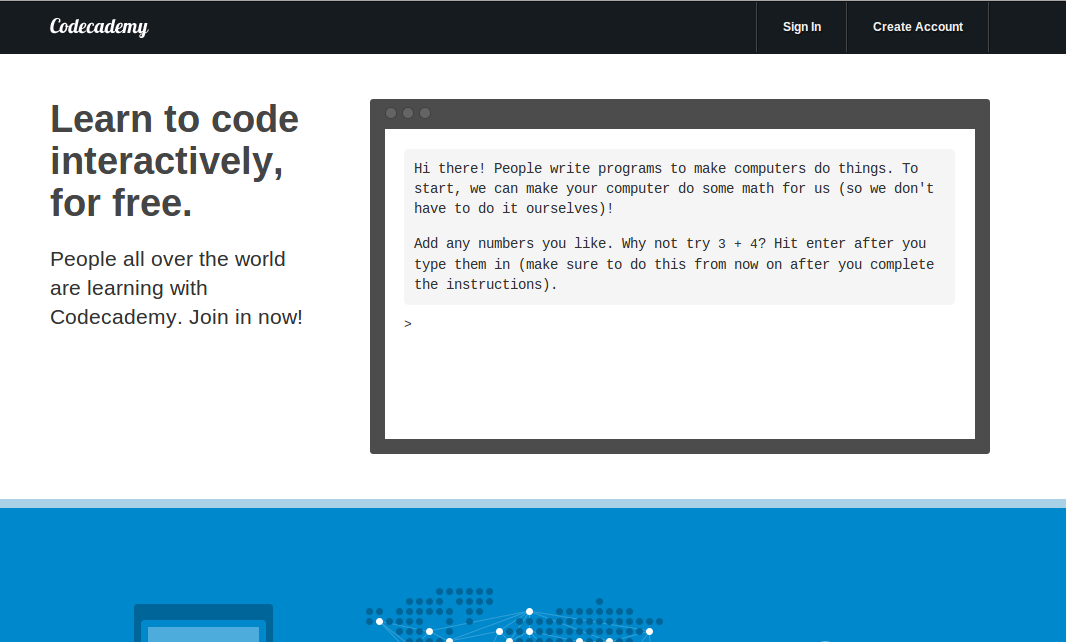 Codecademy
Sign In
Create Account
Learn to code
interactively,
for free.
People all over the world
are learning with
Codecademy. Join in now!
Hi there! People write programs to make computers do things. To
start, we can make your computer do some math for us (so we don't
have to do it ourselves)!
Add any numbers you like. Why not try 3 + 4? Hit enter after you
type them in (make sure to do this from now on after you complete
the instructions).
>